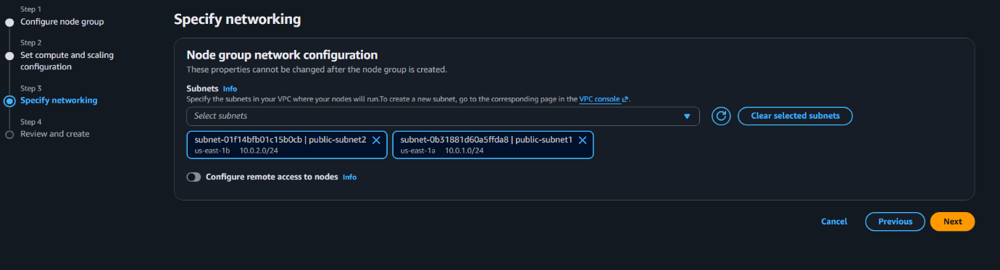 Step 1
Configure node group
Step 2
Set compute and scaling
configuration
Step 3
Specify networking
Step 4
Review and create
Specify networking
Node group network configuration
These properties cannot be changed after the node group is created.
Subnets Info
Specify the subnets in your VPC where your nodes will run.To create a new subnet, go to the corresponding page in the VPC console.
Select subnets
Clear selected subnets
subnet-01f14bfb01c15b0cb | public-subnet2
us-east-1b 10.0.2.0/24
subnet-0b31881d60a5ffda8 | public-subnet1
us-east-1a 10.0.1.0/24
Configure remote access to nodes Info
Cancel
Previous
Next